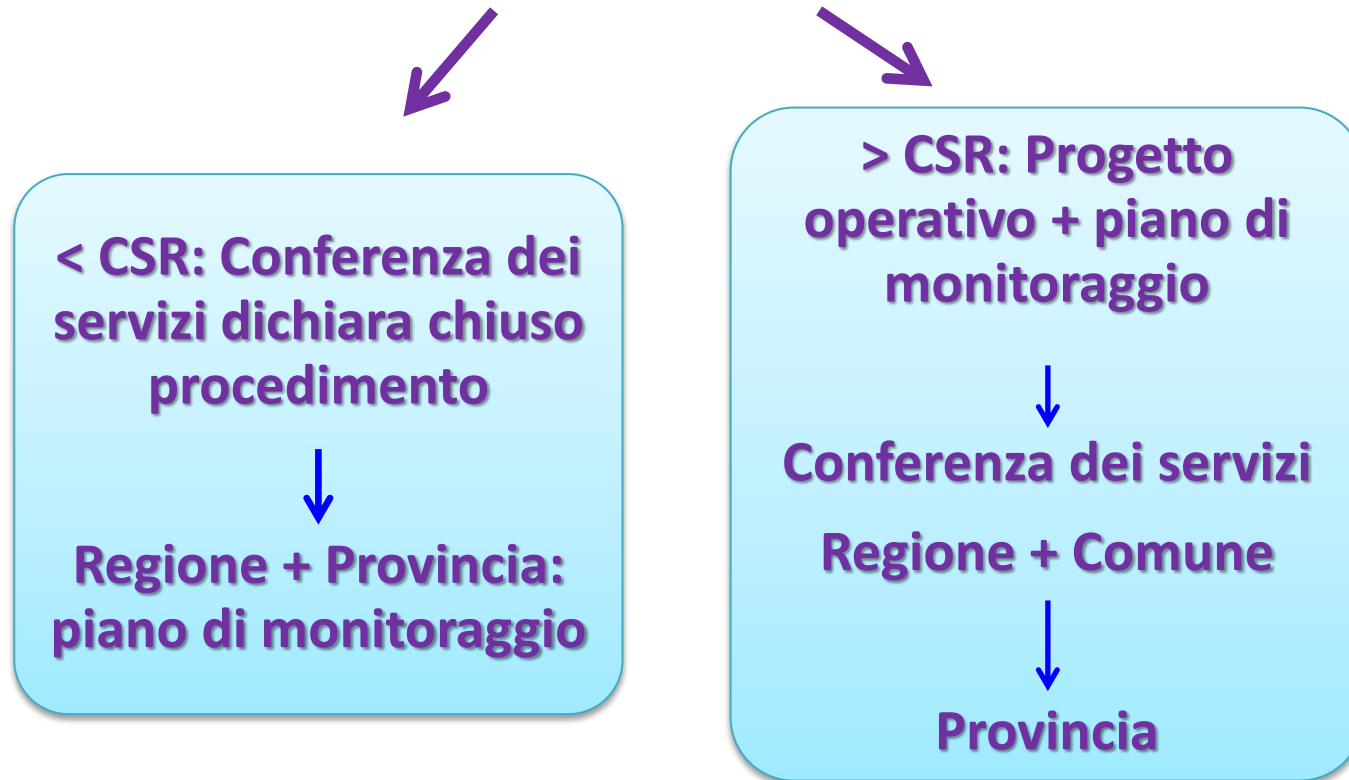 < CSR: Conferenza dei
servizi dichiara chiuso
procedimento
Regione + Provincia:
piano di monitoraggio
> CSR: Progetto
operativo + piano di
monitoraggio
Conferenza dei servizi
Regione + Comune
Provincia